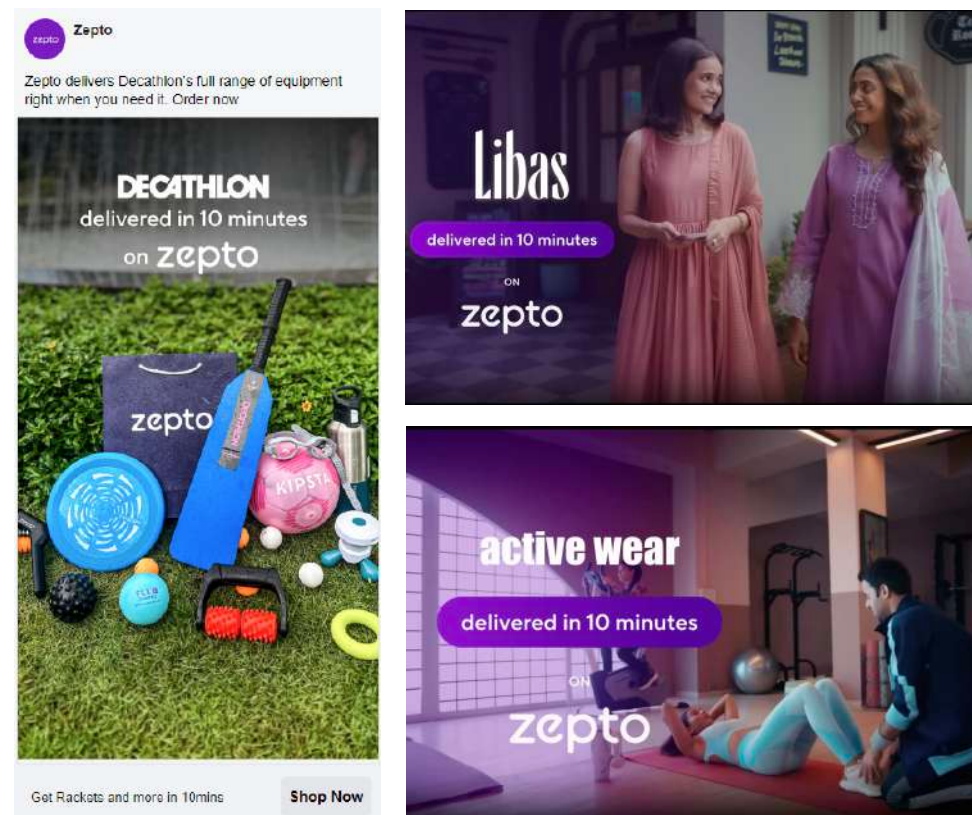 zepto
Zepto
Zepto delivers Decathlon's full range of equipment
right when you need it. Order now
DECATHLON
delivered in 10 minutes
on zepto
zepto
DECATHLON
KIPSTA
Get Rackets and more in 10mins
Shop Now
Libas
delivered in 10 minutes
ON
zepto
active wear
delivered in 10 minutes
ON
zepto